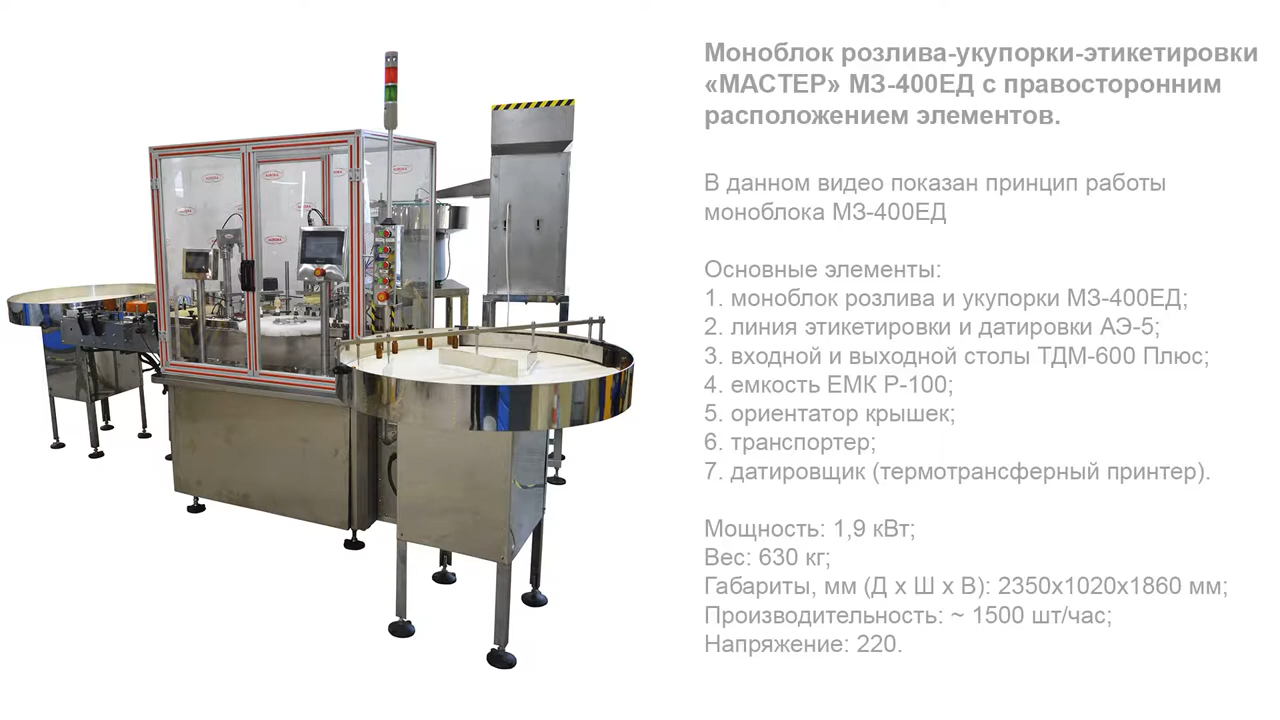 Моноблок розлива-укупорки-этикетировки
«МАСТЕР» МЗ-400ЕД с правосторонним
расположением элементов.
В данном видео показан принцип работы
моноблока МЗ-400ЕД
Основные элементы:
1. моноблок розлива и укупорки МЗ-400ЕД;
2. линия этикетировки и датировки АЭ-5;
3. входной и выходной столы ТДМ-600 Плюс;
4. емкость ЕМК Р-100;
5. ориентатор крышек;
6. транспортер;
7. датировщик (термотрансферный принтер).
Мощность: 1,9 кВт;
Вес: 630 кг;
Габариты, мм (Д х Ш х В): 2350х1020х1860 мм;
Производительность: ~ 1500 шт/час;
Напряжение: 220.